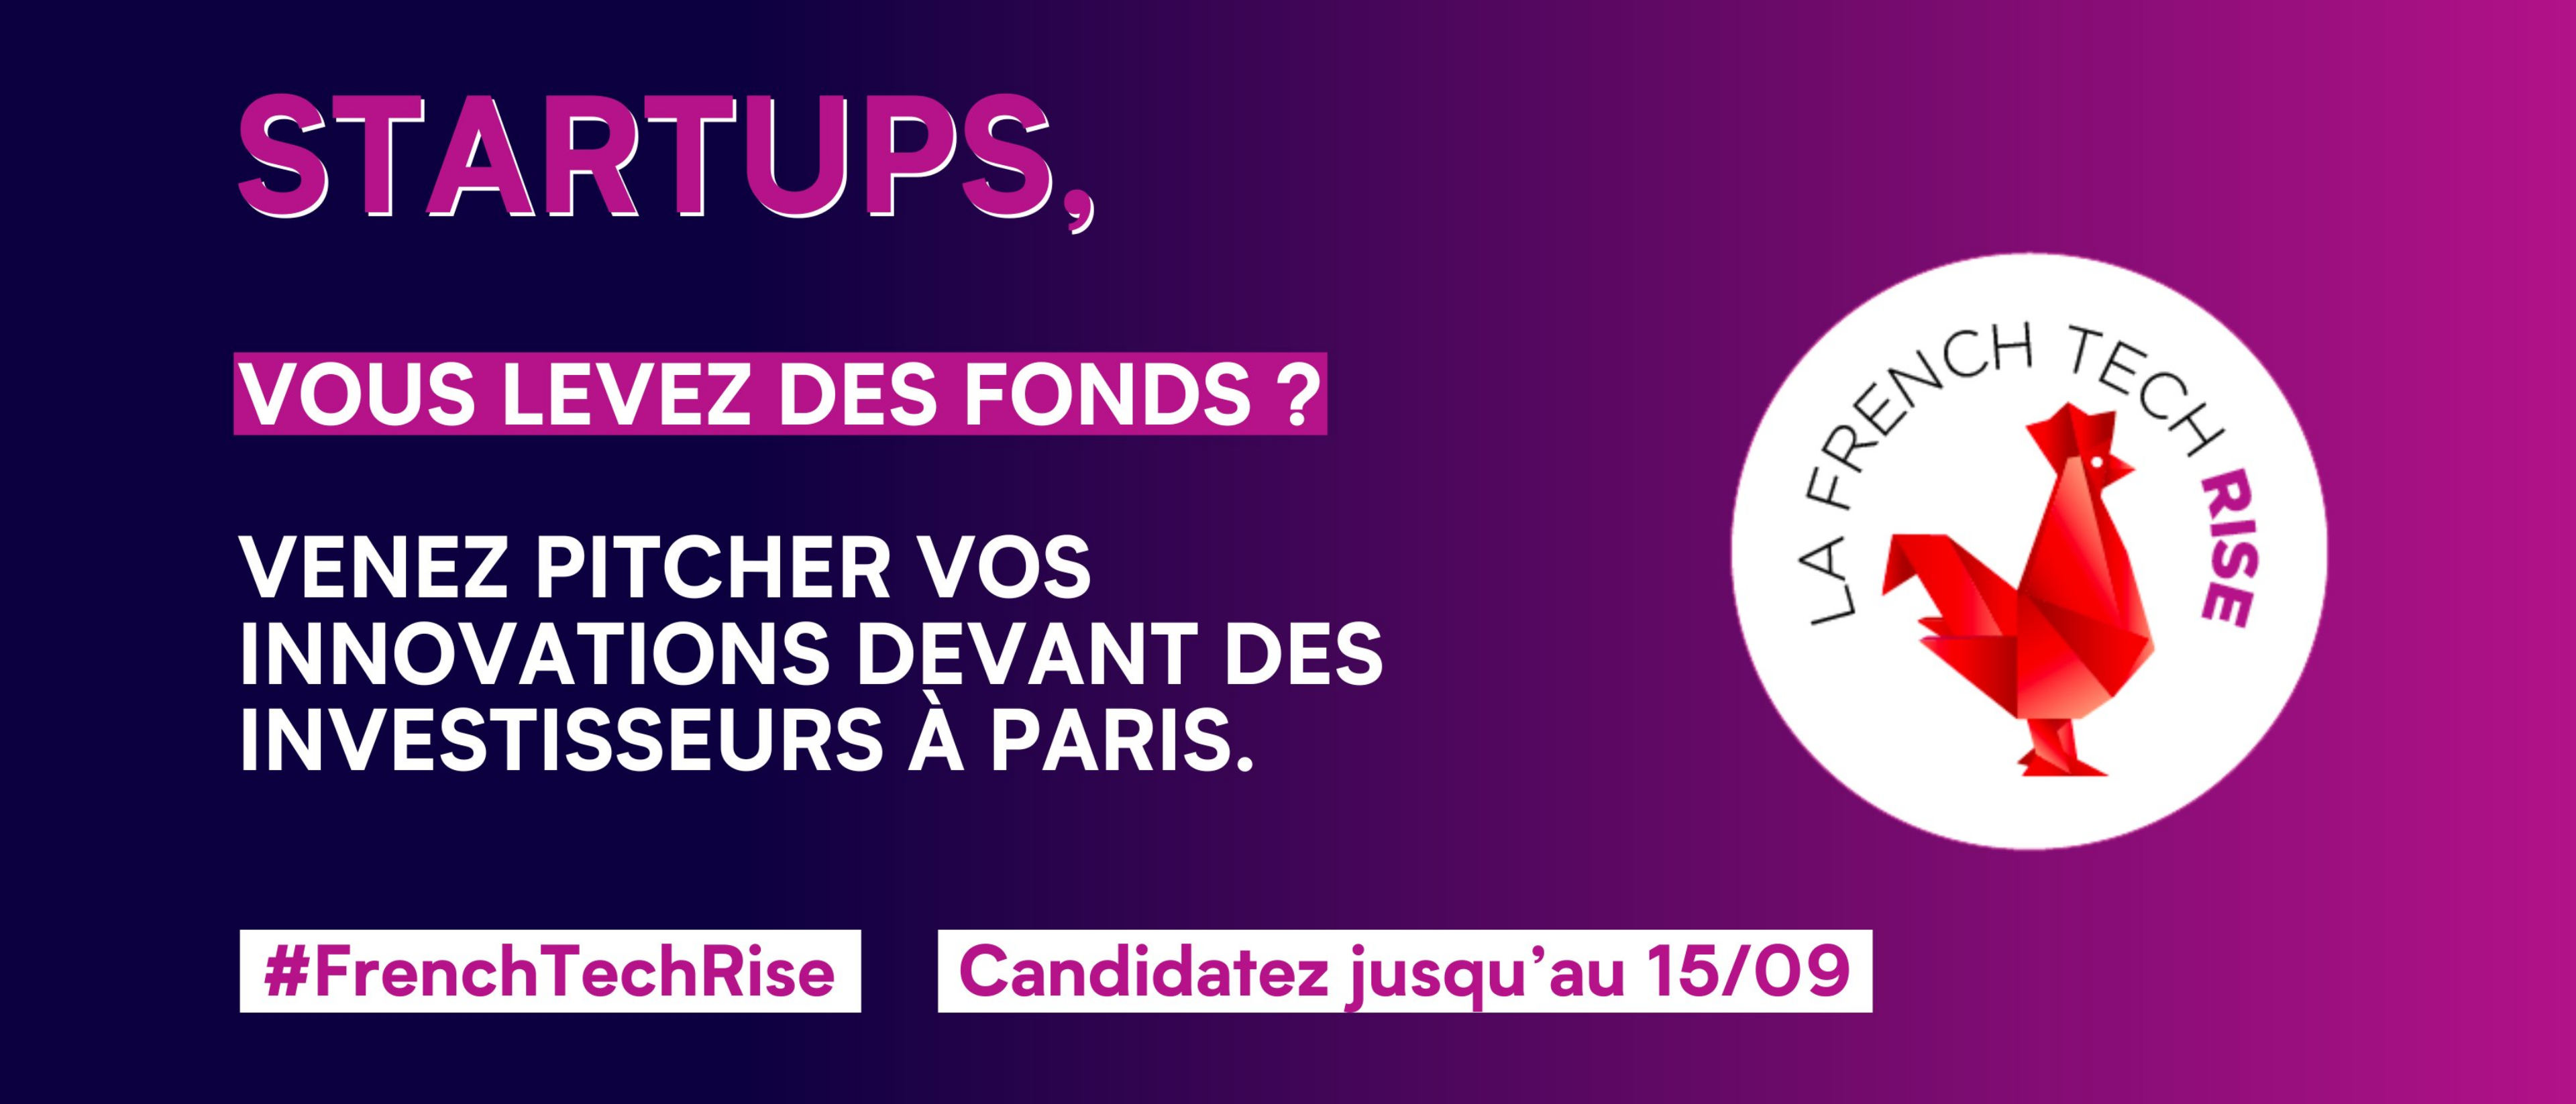 STARTUPS,
VOUS LEVEZ DES FONDS ?
VENEZ PITCHER VOS
INNOVATIONS DEVANT DES
INVESTISSEURS À PARIS.
LA FRENCH TECH RISE
#FrenchTechRise
Candidatez jusqu’au 15/09